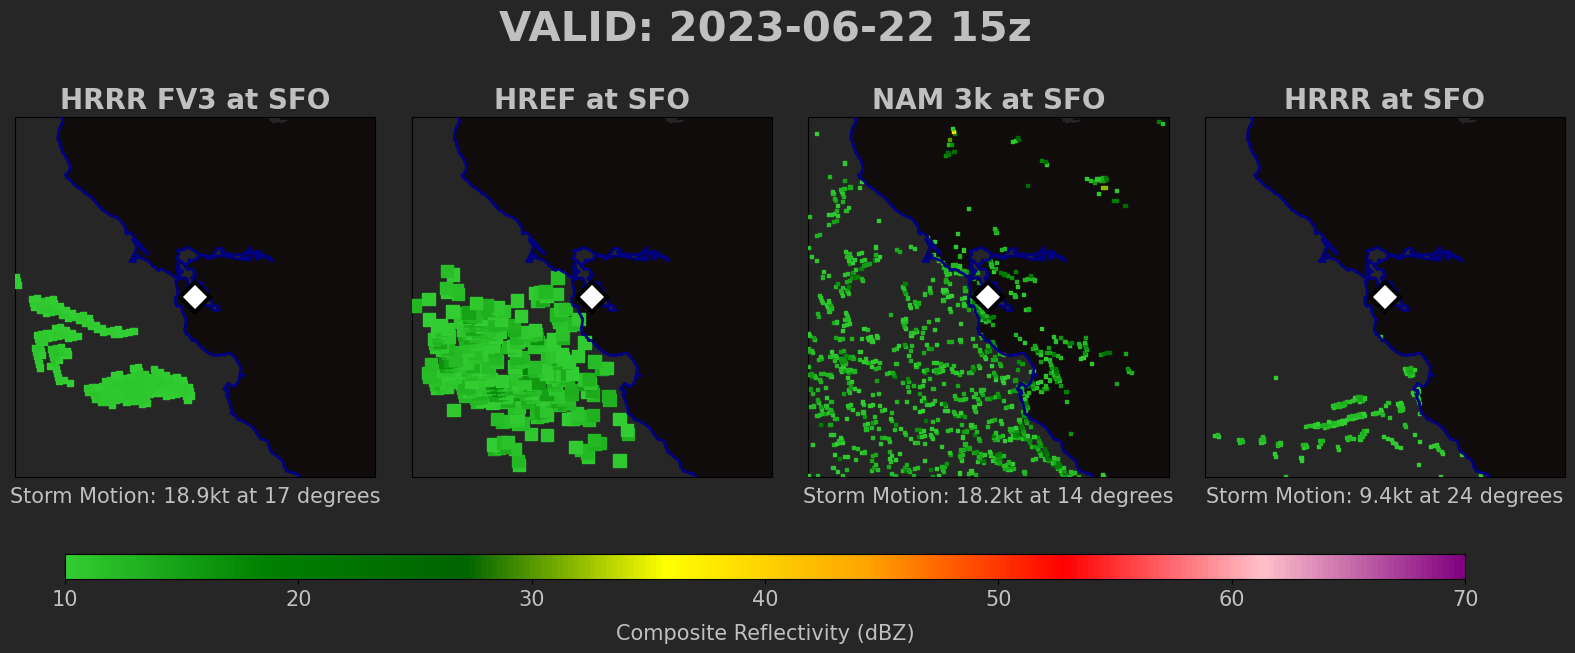 VALID: 2023-06-22 15z
HRRR FV3 at SFO
HREF at SFO
NAM 3k at SFO
HRRR at SFO
Storm Motion: 18.9kt at 17 degrees
Storm Motion: 18.2kt at 14 degrees
Storm Motion: 9.4kt at 24 degrees
10 20 30 40 50 60 70
Composite Reflectivity (dBZ)